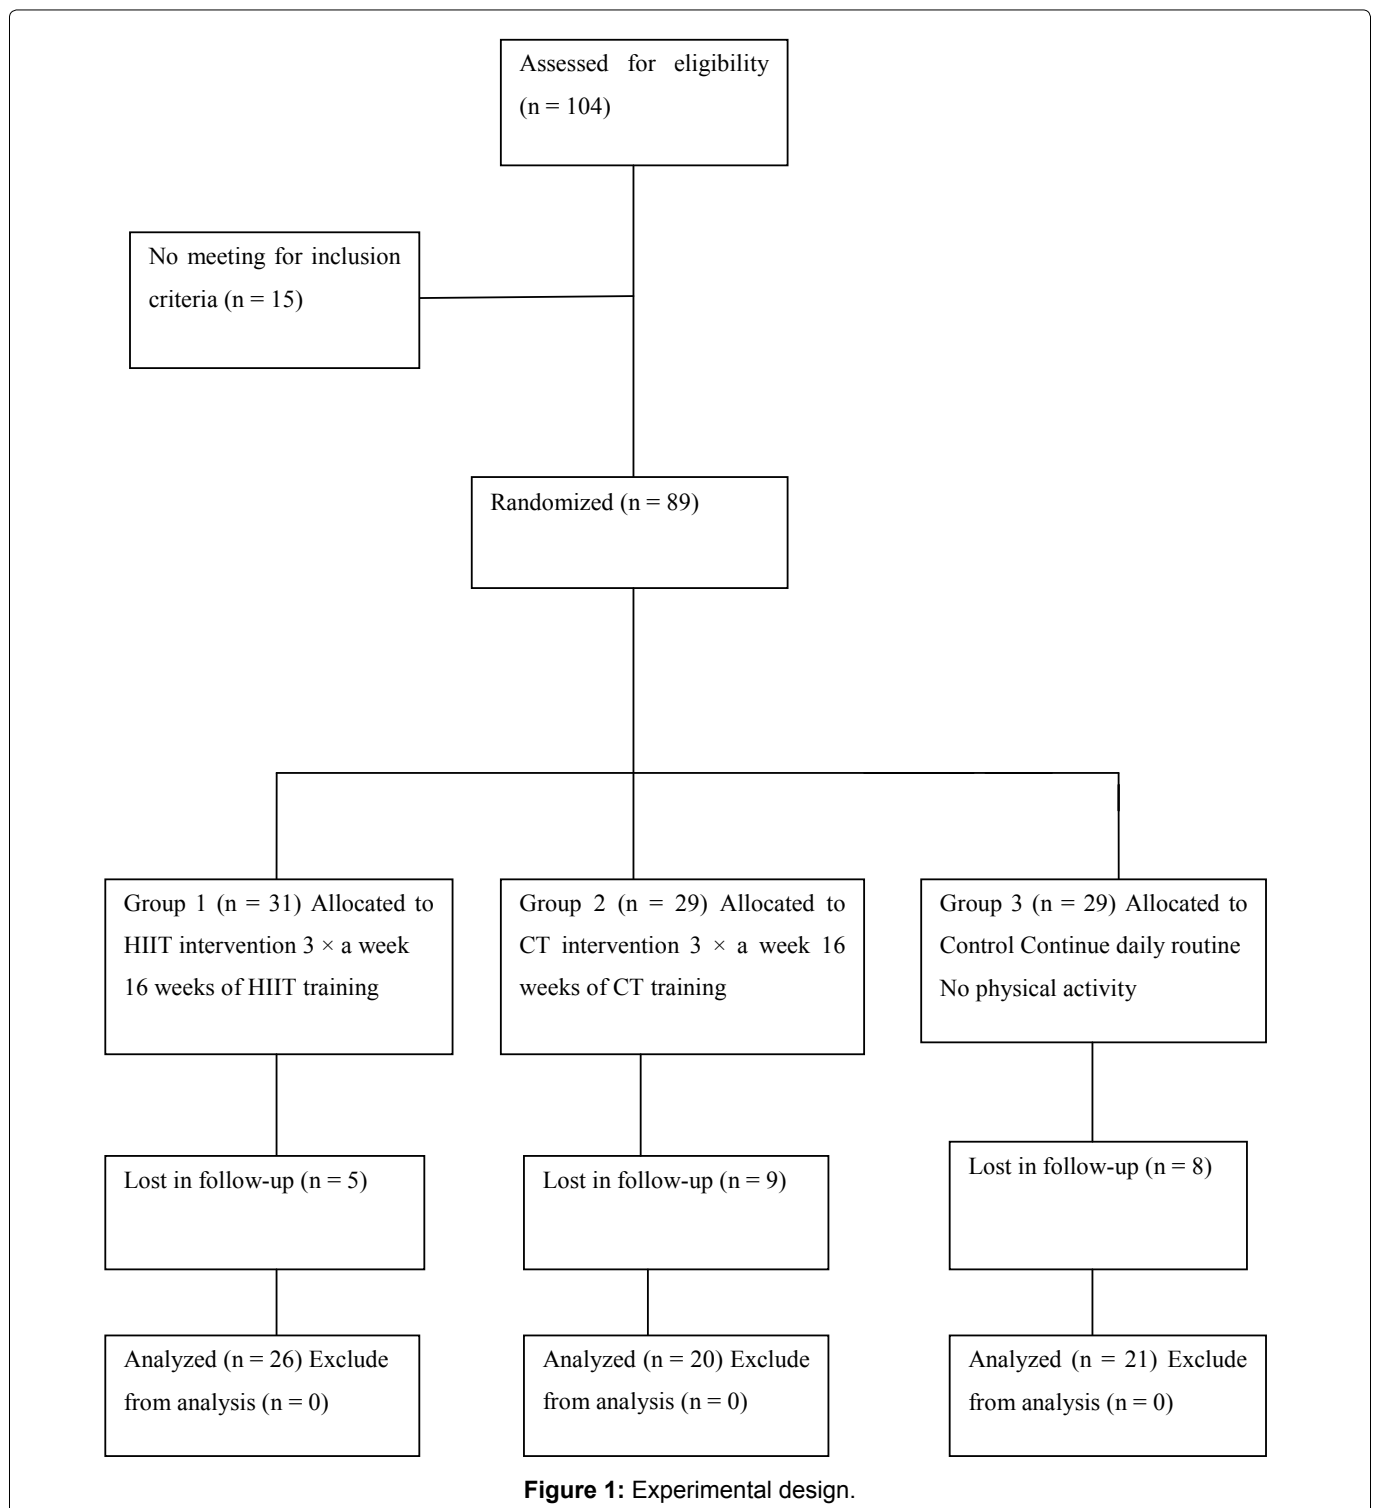 Assessed for eligibility
(n = 104)
No meeting for inclusion
criteria (n = 15)
Randomized (n = 89)
Group 1 (n = 31) Allocated to
HIIT intervention 3 × a week
16 weeks of HIIT training
Group 2 (n = 29) Allocated to
CT intervention 3 × a week 16
weeks of CT training
Group 3 (n = 29) Allocated to
Control Continue daily routine
No physical activity
Lost in follow-up (n = 5)
Lost in follow-up (n = 9)
Lost in follow-up (n = 8)
Analyzed (n = 26) Exclude
from analysis (n = 0)
Analyzed (n = 20) Exclude
from analysis (n = 0)
Analyzed (n = 21) Exclude
from analysis (n = 0)
Figure 1: Experimental design.